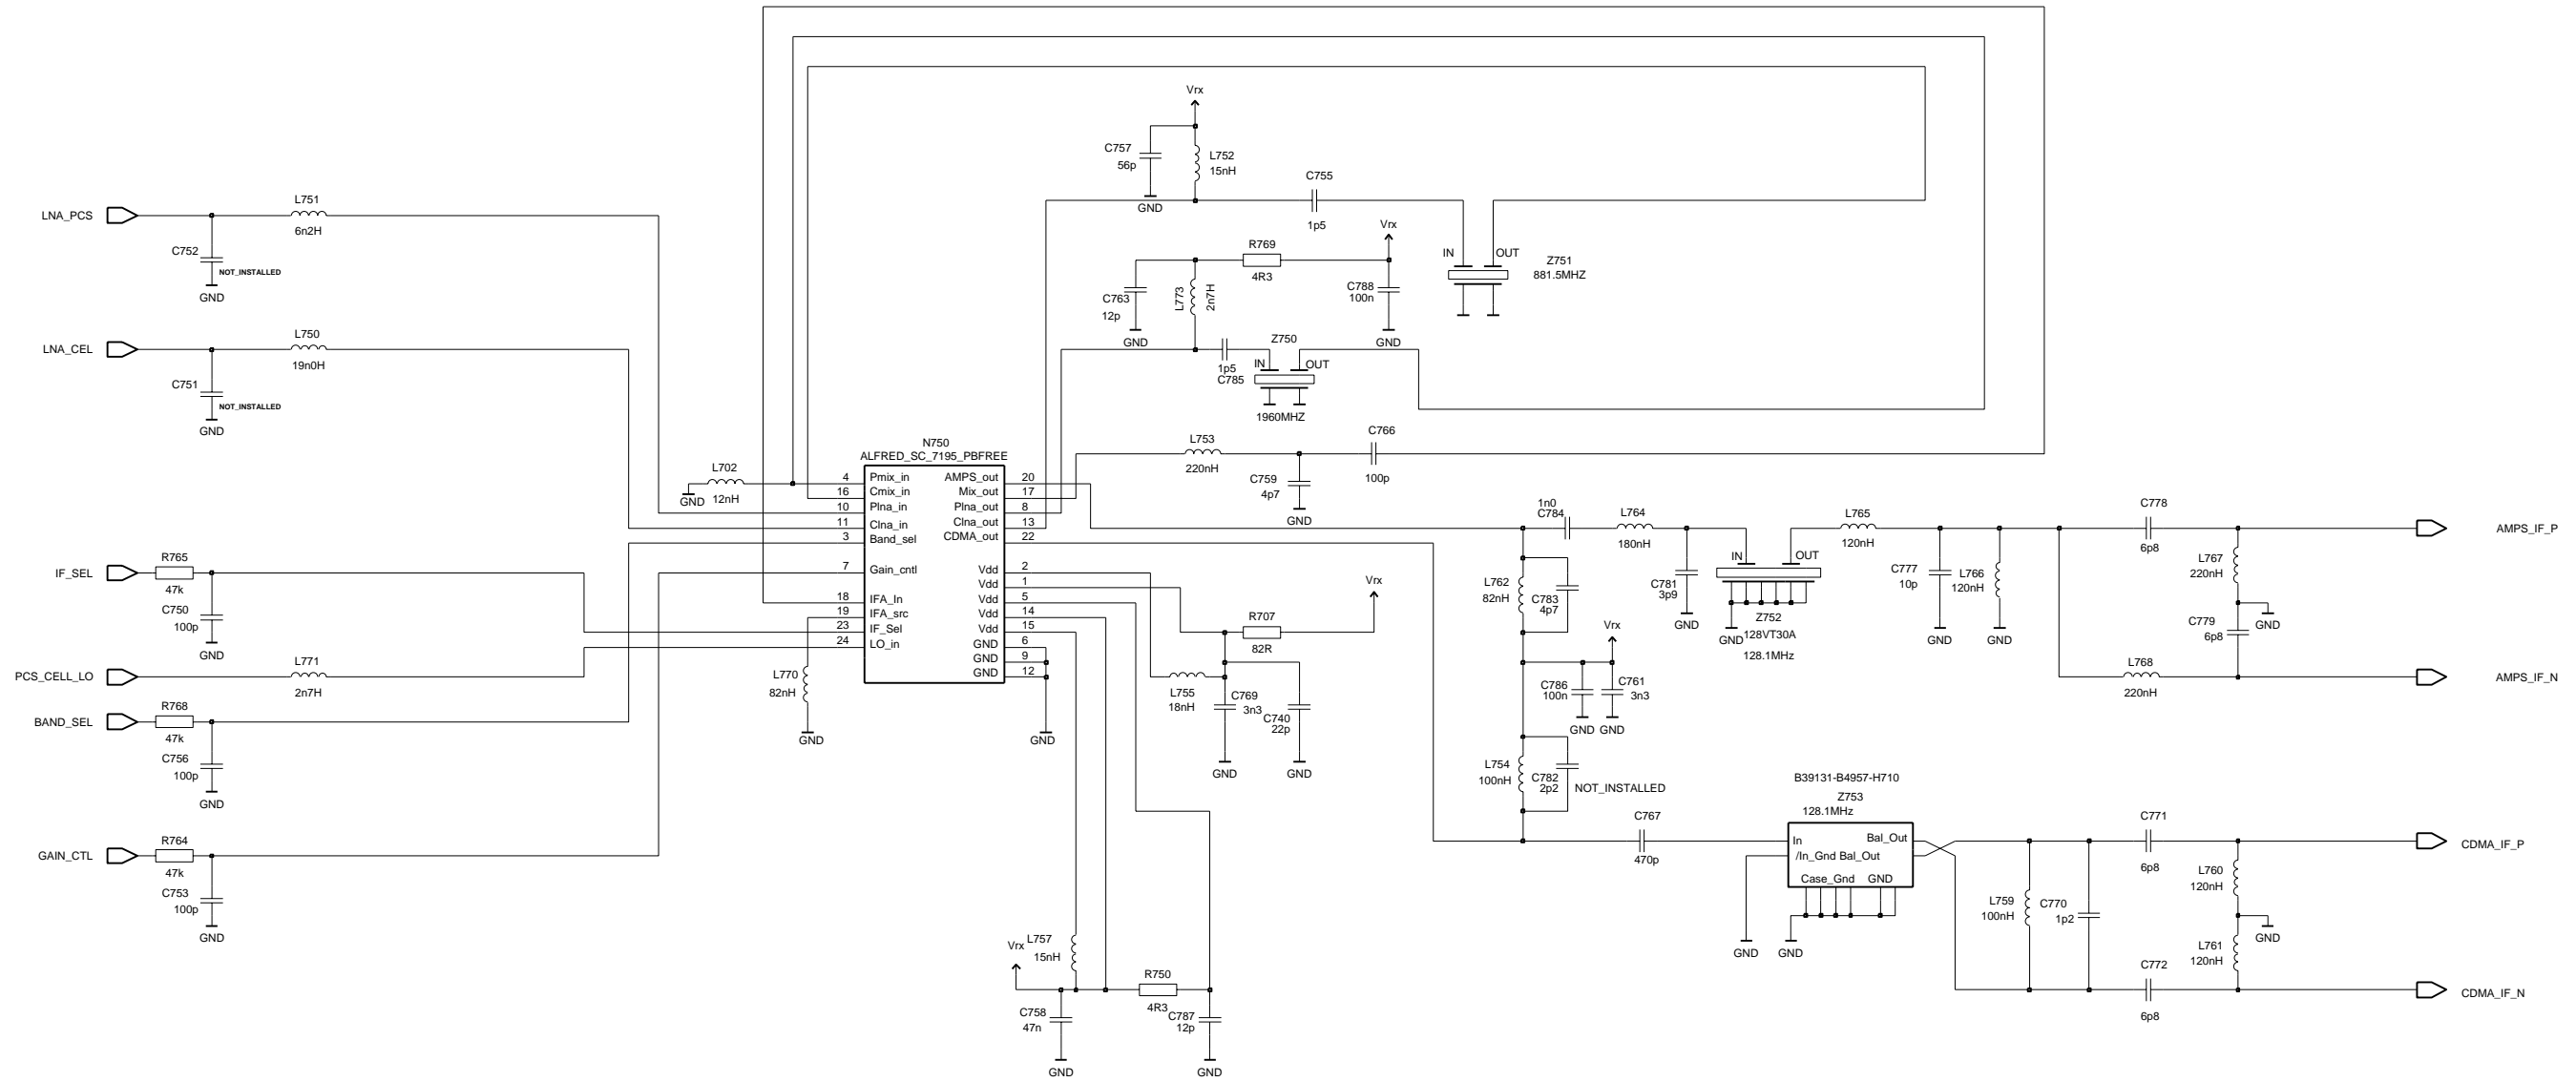 Vrx
C757
56p
L752
15nH
GND
C755
1p5
LNA_PCS
L751
6n2H
C752
NOT_INSTALLED
GND
Vrx
R769
4R3
C763
12p
GND
L773
2n7H
C788
100n
GND
IN
OUT
Z751
881.5MHZ
LNA_CEL
L750
19n0H
C751
NOT_INSTALLED
GND
1p5
C785
Z750
IN
OUT
1960MHZ
L753
220nH
C759
4p7
GND
C766
100p
N750
ALFRED_SC_7195_PBFREE
L702
12nH
GND
4 Pmix_in AMPS_out 20
16 Cmix_in Mix_out 17
10 Plna_in Plna_out 8
11 Clna_in Clna_out 13
3 Band_sel CDMA_out 22
7 Gain_cntl Vdd 2
Vdd 1
18 IFA_In Vdd 5
19 IFA_src Vdd 14
23 IF_Sel Vdd 15
24 LO_in GND 6
GND 9
GND 12
GND
IF_SEL
R765
47k
C750
100p
GND
PCS_CELL_LO
L771
2n7H
L770
82nH
GND
BAND_SEL
R768
47k
C756
100p
GND
GAIN_CTL
R764
47k
C753
100p
GND
Vrx
R707
82R
L755
18nH
C769
3n3
GND
C740
22p
GND
Vrx
L757
15nH
C758
47n
GND
R750
4R3
C787
12p
GND
1n0
C784
L764
180nH
C781
3p9
GND
L762
82nH
C783
4p7
Vrx
C786
100n
GND
C761
3n3
GND
L754
100nH
C782
2p2
NOT_INSTALLED
IN
OUT
GND
Z752
128VT30A
128.1MHz
L765
120nH
C777
10p
GND
L766
120nH
GND
C778
6p8
L767
220nH
GND
C779
6p8
L768
220nH
AMPS_IF_P
AMPS_IF_N
C767
470p
B39131-B4957-H710
Z753
128.1MHz
In Bal_Out
/In_Gnd Bal_Out
Case_Gnd GND
GND
GND
L759
100nH
C770
1p2
C771
6p8
L760
120nH
GND
L761
120nH
C772
6p8
CDMA_IF_P
CDMA_IF_N